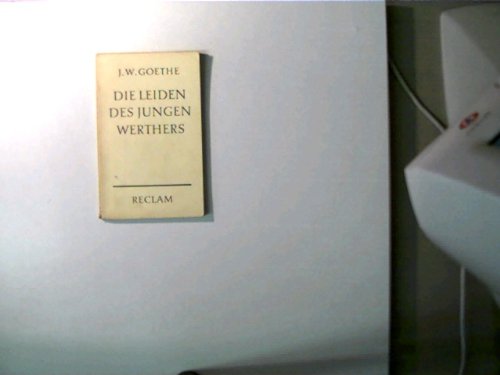 J. W. GOETHE
DIE LEIDEN
DES JUNGEN
WERTHERS
RECLAM